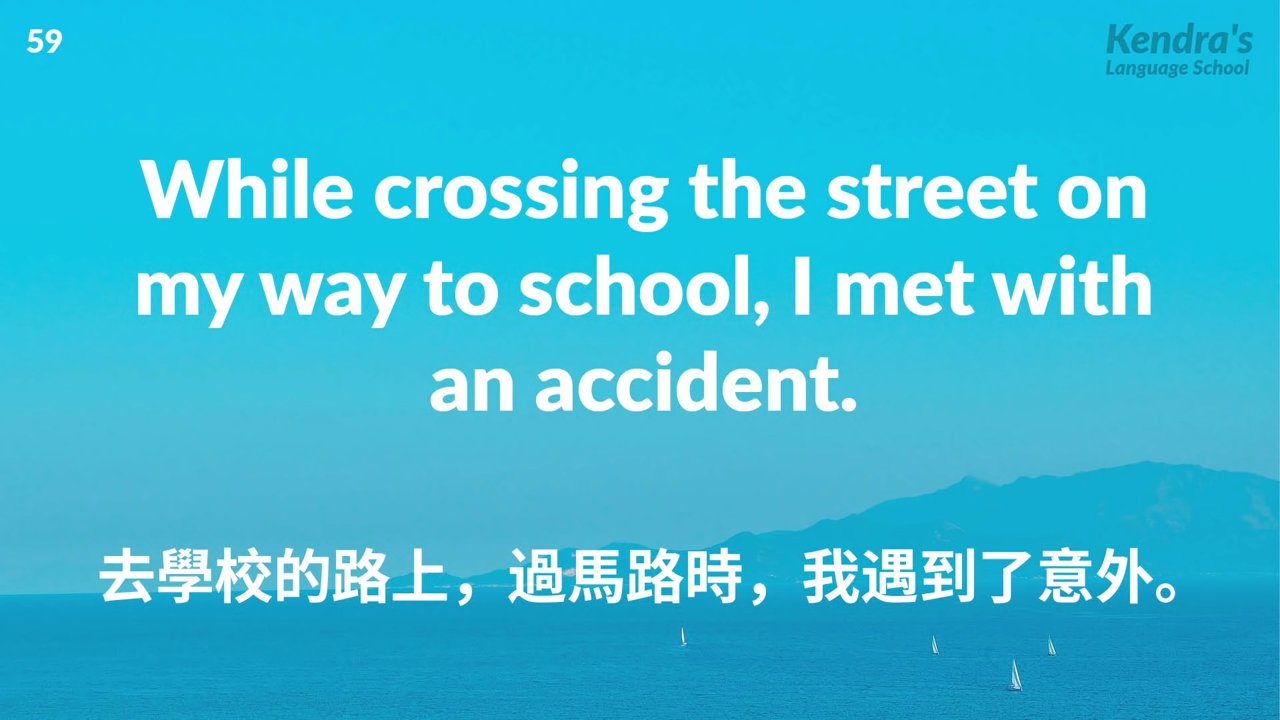 59
Kendra's
Language School
While crossing the street on
my way to school, I met with
an accident.
去學校的路上，過馬路時，我遇到了意外。